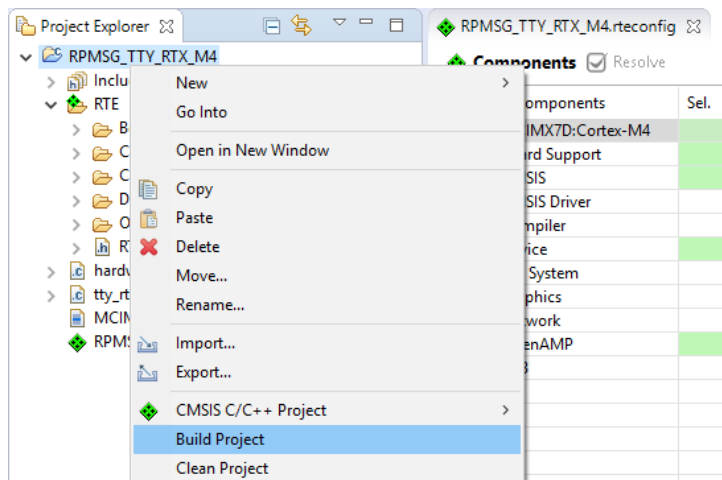 Project Explorer
RPMSG_TTY_RTX_M4.rteconfig
RPMSG_TTY_RTX_M4
Components Resolve
Inclu
New
RTE
Components Sel.
Go Into
IMX7D:Cortex-M4
Open in New Window
ard Support
SIS
Copy
SIS Driver
Paste
mpiler
Delete
vice
hardw
Move...
System
tty_rt
Rename...
phics
MCIM
work
RPMS
Import...
enAMP
Export...
CMSIS C/C++ Project
Build Project
Clean Project